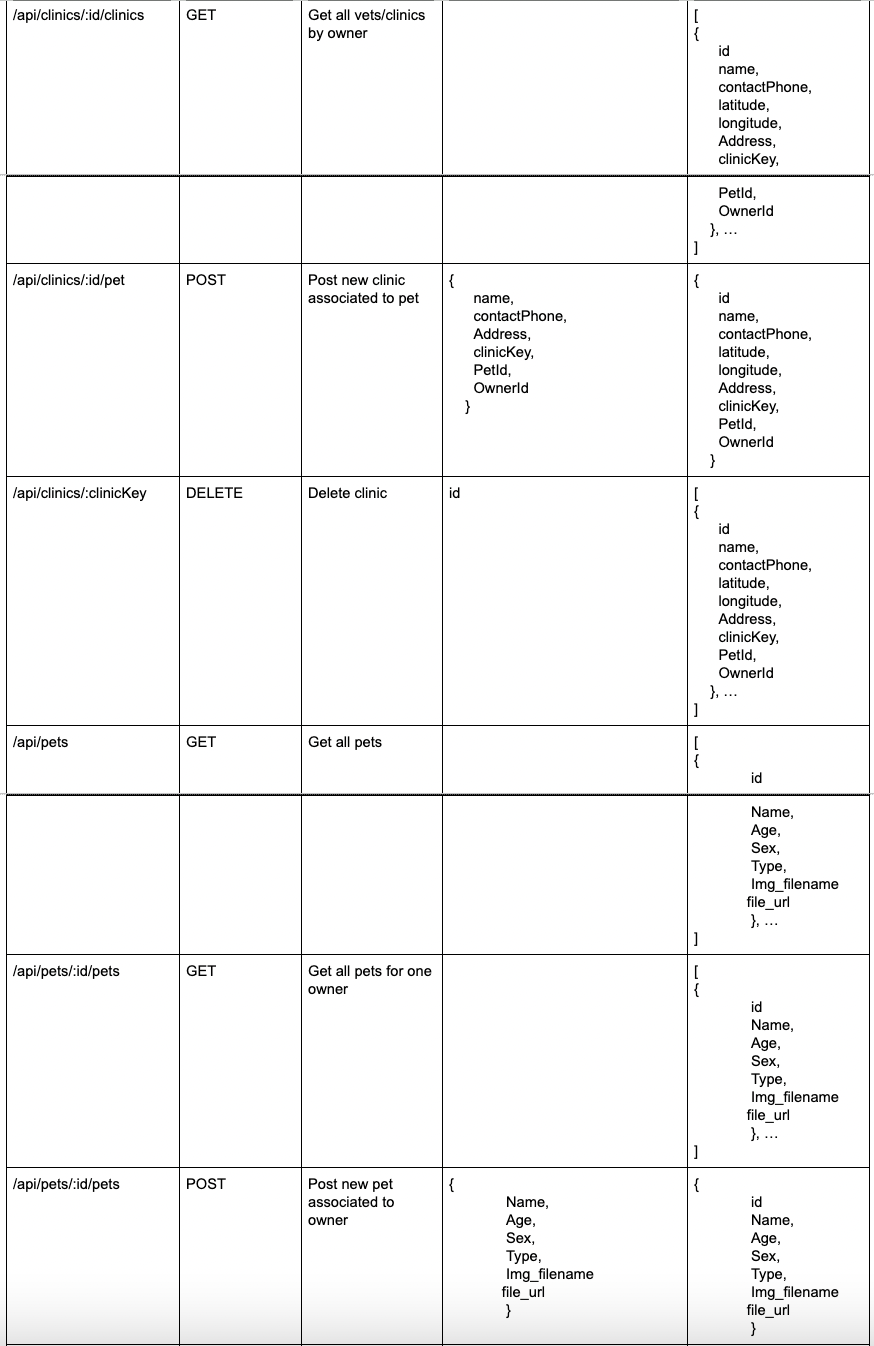 /api/clinics/:id/clinics
GET
Get all vets/clinics
by owner
[
{
id
name,
contactPhone,
latitude,
longitude,
Address,
clinicKey,
PetId,
OwnerId
}, ...
]
/api/clinics/:id/pet
POST
Post new clinic
associated to pet
{
name,
contactPhone,
Address,
clinicKey,
PetId,
OwnerId
}
{
id
name,
contactPhone,
latitude,
longitude,
Address,
clinicKey,
PetId,
OwnerId
}
/api/clinics/:clinicKey
DELETE
Delete clinic
id
[
{
id
name,
contactPhone,
latitude,
longitude,
Address,
clinicKey,
PetId,
OwnerId
}, ...
]
/api/pets
GET
Get all pets
[
{
id
Name,
Age,
Sex,
Type,
Img_filename
file_url
}, ...
]
/api/pets/:id/pets
GET
Get all pets for one
owner
[
{
id
Name,
Age,
Sex,
Type,
Img_filename
file_url
}, ...
]
/api/pets/:id/pets
POST
Post new pet
associated to
owner
{
Name,
Age,
Sex,
Type,
Img_filename
file_url
}
{
id
Name,
Age,
Sex,
Type,
Img_filename
file_url
}